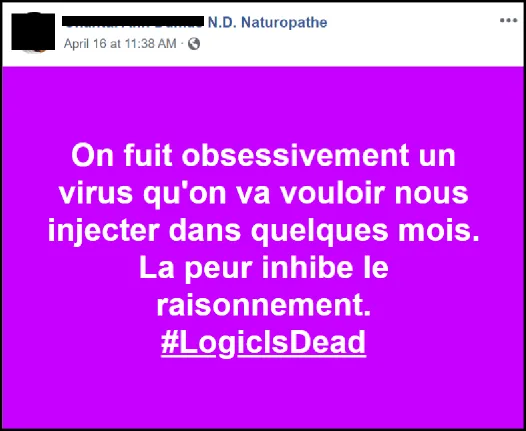 N.D. Naturopathe
April 16 at 11:38 AM ·
On fuit obsessivement un
virus qu'on va vouloir nous
injecter dans quelques mois.
La peur inhibe le
raisonnement.
#LogicIsDead